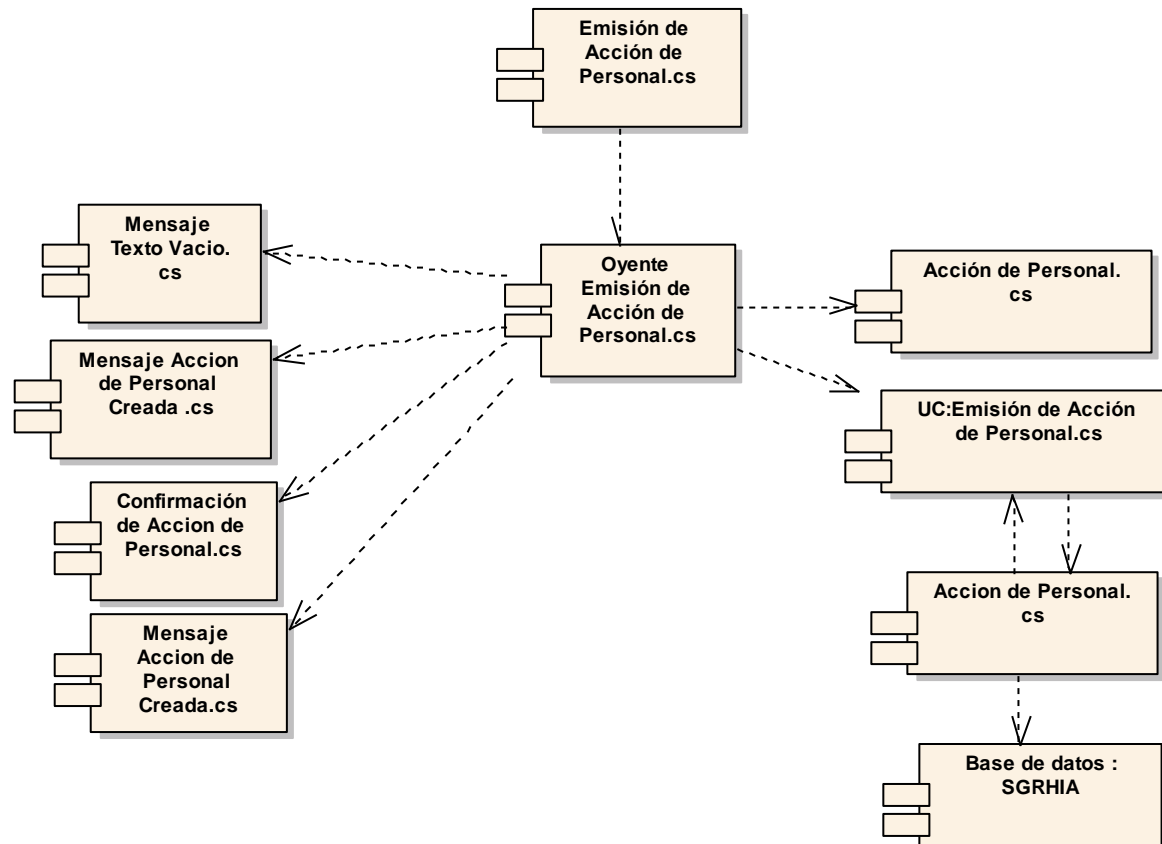 Emisión de
Acción de
Personal.cs
Mensaje
Texto Vacio.
cs
Oyente
Emisión de
Acción de
Personal.cs
Acción de Personal.
cs
Mensaje Accion
de Personal
Creada .cs
UC:Emisión de Acción
de Personal.cs
Confirmación
de Accion de
Personal.cs
Accion de Personal.
cs
Mensaje
Accion de
Personal
Creada.cs
Base de datos :
SGRHIA